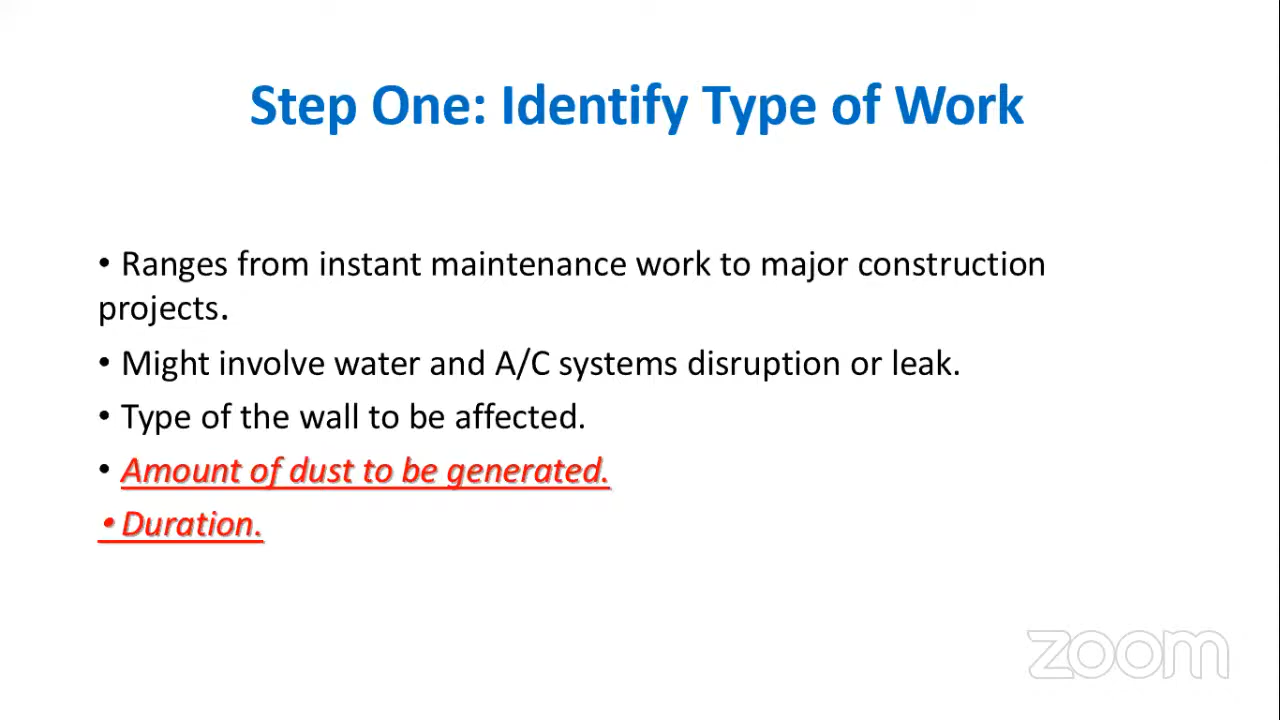 Step One: Identify Type of Work
• Ranges from instant maintenance work to major construction
projects.
• Might involve water and A/C systems disruption or leak.
• Type of the wall to be affected.
• Amount of dust to be generated.
• Duration.
zoom